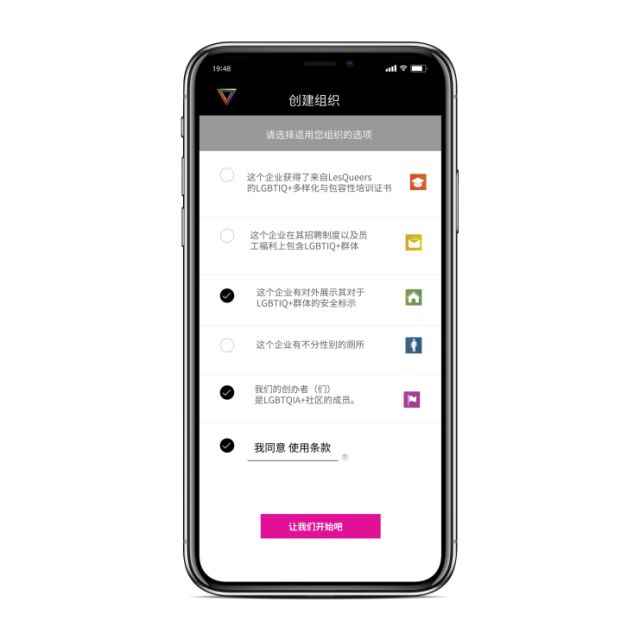 19:48
创建组织
请选择适用您组织的选项
这个企业获得了来自LesQueers
的LGBTIQ+多样化与包容性培训证书
这个企业在其招聘制度以及员
工福利上包含LGBTIQ+群体
这个企业有对外展示其对于
LGBTIQ+群体的安全标示
这个企业有不分性别的厕所
我们的创办者（们）
是LGBTQIA+社区的成员。
我同意 使用条款
让我们开始吧